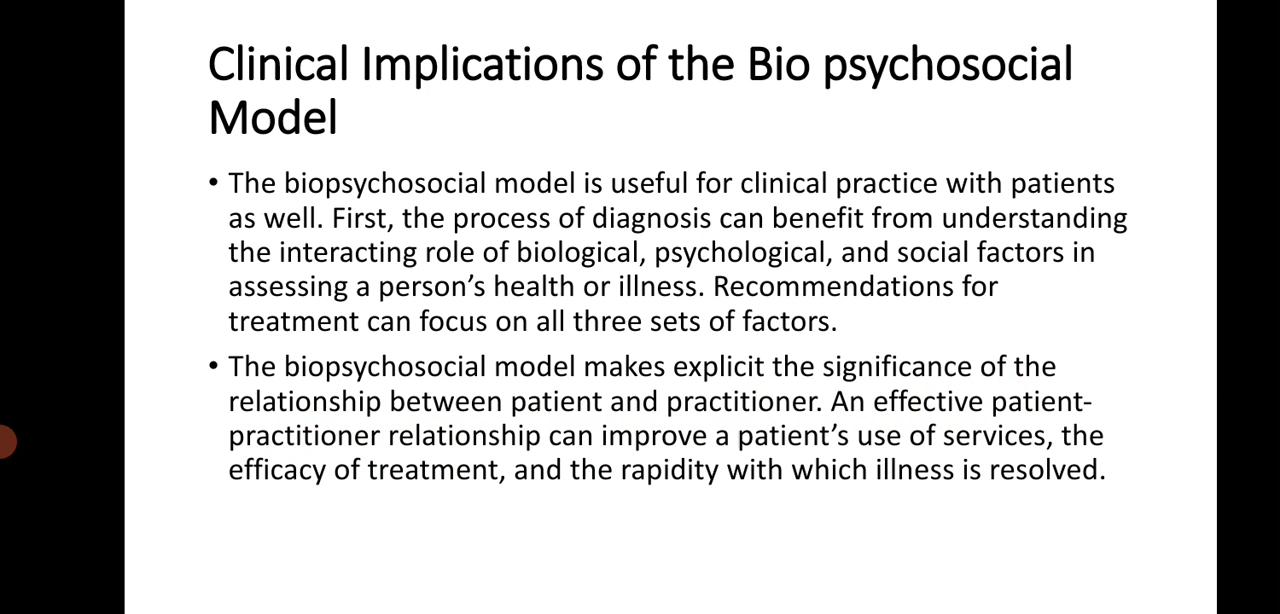 Clinical Implications of the Bio psychosocial
Model
• The biopsychosocial model is useful for clinical practice with patients
as well. First, the process of diagnosis can benefit from understanding
the interacting role of biological, psychological, and social factors in
assessing a person’s health or illness. Recommendations for
treatment can focus on all three sets of factors.
• The biopsychosocial model makes explicit the significance of the
relationship between patient and practitioner. An effective patient-
practitioner relationship can improve a patient’s use of services, the
efficacy of treatment, and the rapidity with which illness is resolved.